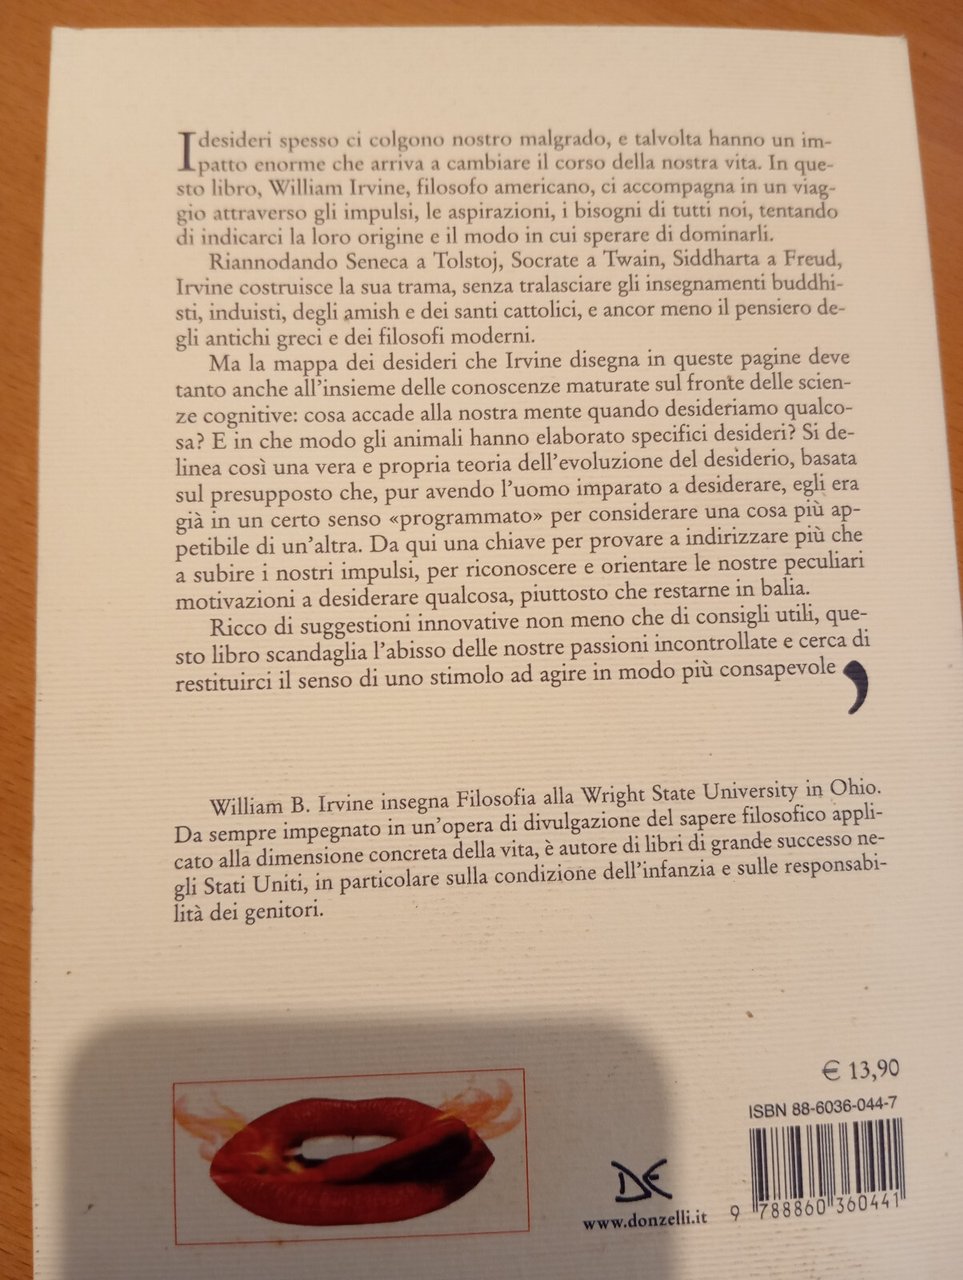 I desideri spesso ci colgono nostro malgrado, e talvolta hanno un im-
patto enorme che arriva a cambiare il corso della nostra vita. In que-
sto libro, William Irvine, filosofo americano, ci accompagna in un viag-
gio attraverso gli impulsi, le aspirazioni, i bisogni di tutti noi, tentando
di indicarci la loro origine e il modo in cui sperare di dominarli.
Riannodando Seneca a Tolstoj, Socrate a Twain, Siddharta a Freud,
Irvine costruisce la sua trama, senza tralasciare gli insegnamenti buddhi-
sti, induisti, degli amish e dei santi cattolici, e ancor meno il pensiero de-
gli antichi greci e dei filosofi moderni.
Ma la mappa dei desideri che Irvine disegna in queste pagine deve
tanto anche all'insieme delle conoscenze maturate sul fronte delle scien-
ze cognitive: cosa accade alla nostra mente quando desideriamo qualco-
sa? E in che modo gli animali hanno elaborato specifici desideri? Si de-
linea così una vera e propria teoria dell'evoluzione del desiderio, basata
sul presupposto che, pur avendo l'uomo imparato a desiderare, egli era
già in un certo senso «programmato» per considerare una cosa più ap-
petibile di un'altra. Da qui una chiave per provare a indirizzare più che
a subire i nostri impulsi, per riconoscere e orientare le nostre peculiari
motivazioni a desiderare qualcosa, piuttosto che restarne in balia.
Ricco di suggestioni innovative non meno che di consigli utili, que-
sto libro scandaglia l'abisso delle nostre passioni incontrollate e cerca di
restituirci il senso di uno stimolo ad agire in modo più consapevole ,
William B. Irvine insegna Filosofia alla Wright State University in Ohio.
Da sempre impegnato in un'opera di divulgazione del sapere filosofico appli-
cato alla dimensione concreta della vita, è autore di libri di grande successo ne-
gli Stati Uniti, in particolare sulla condizione dell'infanzia e sulle responsabi-
lità dei genitori.
€ 13,90
ISBN 88-6036-044-7
DE
www.donzelli.it
9 788860 360441